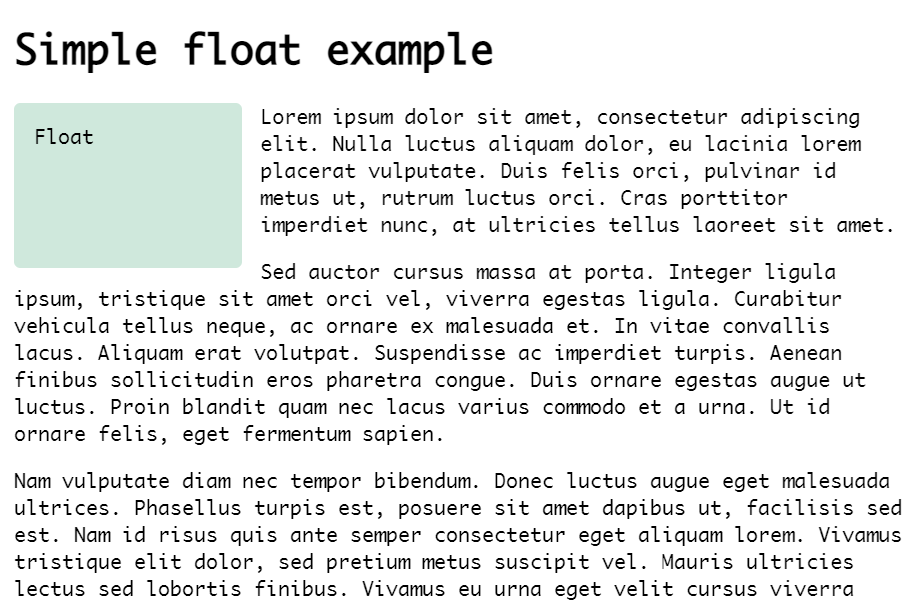 Simple float example
Float
Lorem ipsum dolor sit amet, consectetur adipiscing
elit. Nulla luctus aliquam dolor, eu lacinia lorem
placerat vulputate. Duis felis orci, pulvinar id
metus ut, rutrum luctus orci. Cras porttitor
imperdiet nunc, at ultricies tellus laoreet sit amet.
Sed auctor cursus massa at porta. Integer ligula
ipsum, tristique sit amet orci vel, viverra egestas ligula. Curabitur
vehicula tellus neque, ac ornare ex malesuada et. In vitae convallis
lacus. Aliquam erat volutpat. Suspendisse ac imperdiet turpis. Aenean
finibus sollicitudin eros pharetra congue. Duis ornare egestas augue ut
luctus. Proin blandit quam nec lacus varius commodo et a urna. Ut id
ornare felis, eget fermentum sapien.
Nam vulputate diam nec tempor bibendum. Donec luctus augue eget malesuada
ultrices. Phasellus turpis est, posuere sit amet dapibus ut, facilisis sed
est. Nam id risus quis ante semper consectetur eget aliquam lorem. Vivamus
tristique elit dolor, sed pretium metus suscipit vel. Mauris ultricies
lectus sed lobortis finibus. Vivamus eu urna eget velit cursus viverra